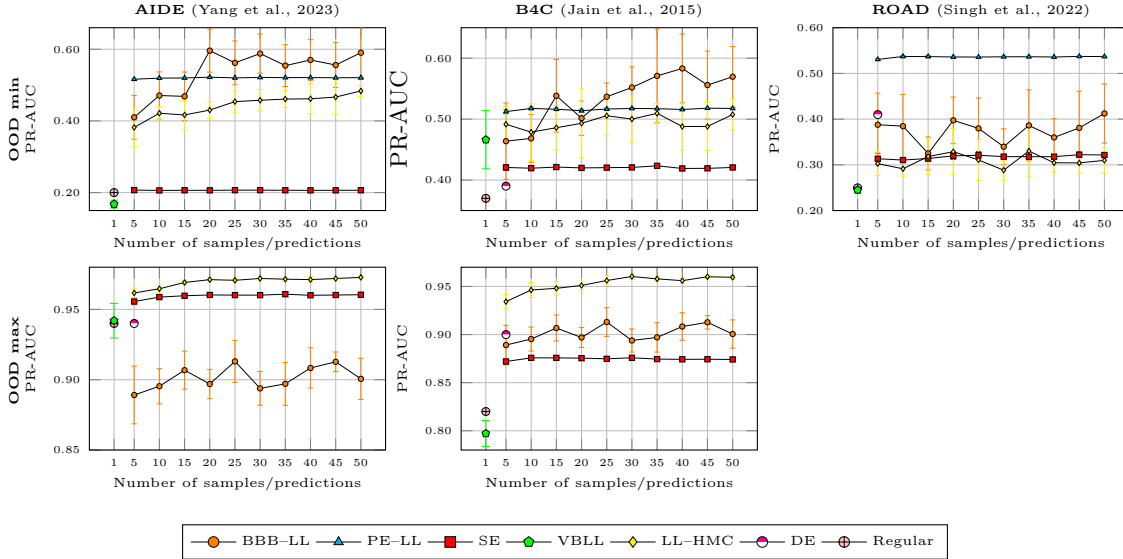 AIDE (Yang et al., 2023)
B4C (Jain et al., 2015)
ROAD (Singh et al., 2022)
OOD min
PR-AUC
0.60
0.40
0.20
1 5 10 15 20 25 30 35 40 45 50
Number of samples/predictions
PR-AUC
0.60
0.50
0.40
1 5 10 15 20 25 30 35 40 45 50
Number of samples/predictions
PR-AUC
0.60
0.50
0.40
0.30
0.20
1 5 10 15 20 25 30 35 40 45 50
Number of samples/predictions
OOD max
PR-AUC
0.95
0.90
0.85
1 5 10 15 20 25 30 35 40 45 50
Number of samples/predictions
PR-AUC
0.95
0.90
0.85
0.80
1 5 10 15 20 25 30 35 40 45 50
Number of samples/predictions
BBB–LL PE–LL SE VBLL LL–HMC DE Regular